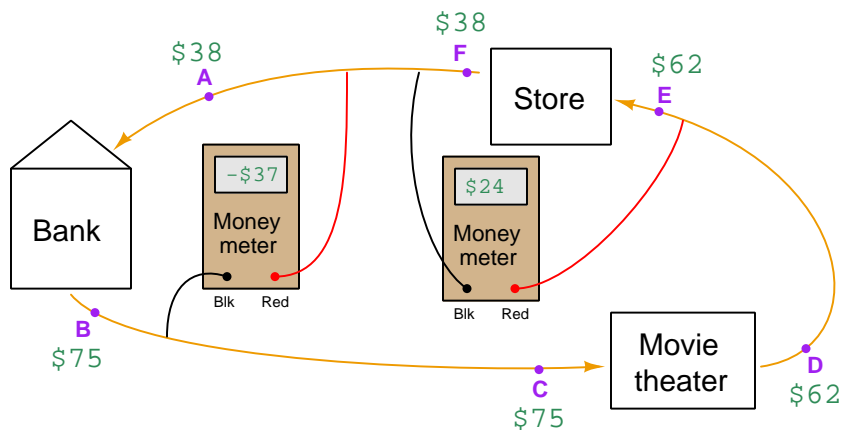 $38
F
$38
A
$62
E
Store
-$37
Money
meter
Blk
Red
$24
Money
meter
Blk
Red
Bank
B
$75
C
$75
Movie
theater
D
$62